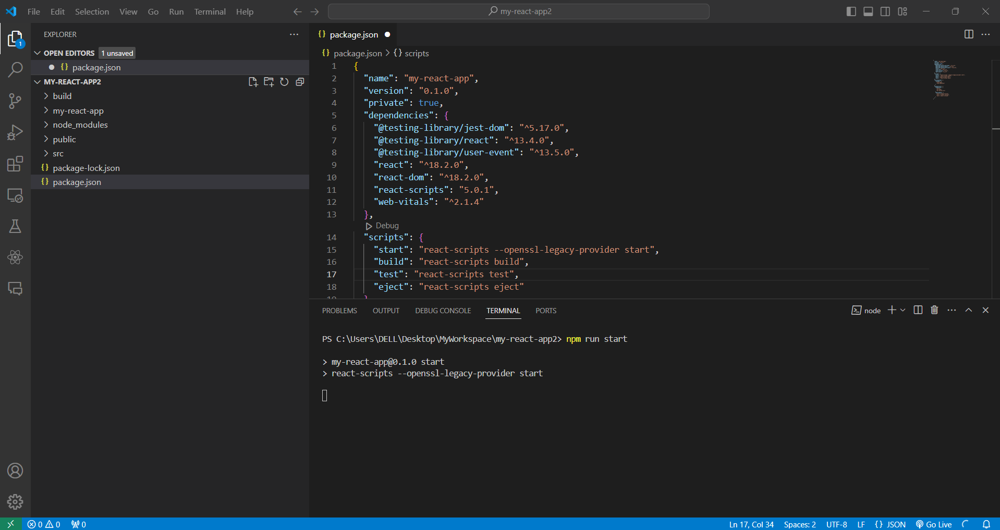 File Edit Selection View Go Run Terminal Help
my-react-app2
EXPLORER
1
OPEN EDITORS 1 unsaved
package.json
MY-REACT-APP2
build
my-react-app
node_modules
public
src
package-lock.json
package.json
package.json
package.json > {} scripts
1 {
2 "name": "my-react-app",
3 "version": "0.1.0",
4 "private": true,
5 "dependencies": {
6 "@testing-library/jest-dom": "^5.17.0",
7 "@testing-library/react": "^13.4.0",
8 "@testing-library/user-event": "^13.5.0",
9 "react": "^18.2.0",
10 "react-dom": "^18.2.0",
11 "react-scripts": "5.0.1",
12 "web-vitals": "^2.1.4"
13 },
Debug
14 "scripts": {
15 "start": "react-scripts --openssl-legacy-provider start",
16 "build": "react-scripts build",
17 "test": "react-scripts test",
18 "eject": "react-scripts eject"
PROBLEMS OUTPUT DEBUG CONSOLE TERMINAL PORTS
node
PS C:\Users\DELL\Desktop\MyWorkspace\my-react-app2> npm run start
> my-react-app@0.1.0 start
> react-scripts --openssl-legacy-provider start
0 0 0
Ln 17, Col 34 Spaces: 2 UTF-8 LF {} JSON Go Live